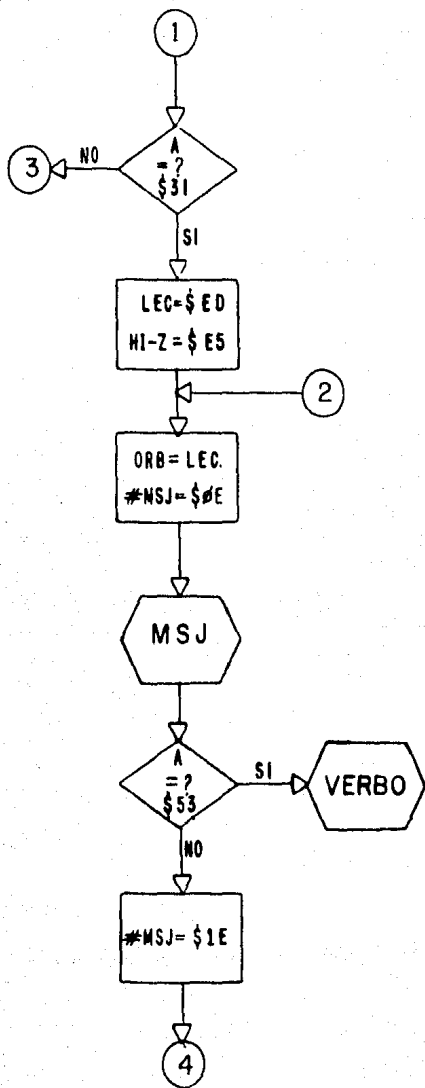 1
A
=?
$31
NO
3
SI
LEC=$ED
HI-Z=$E5
2
ORB=LEC.
#MSJ=$ØE
MSJ
A
=?
$53
SI
VERBO
NO
#MSJ=$1E
4